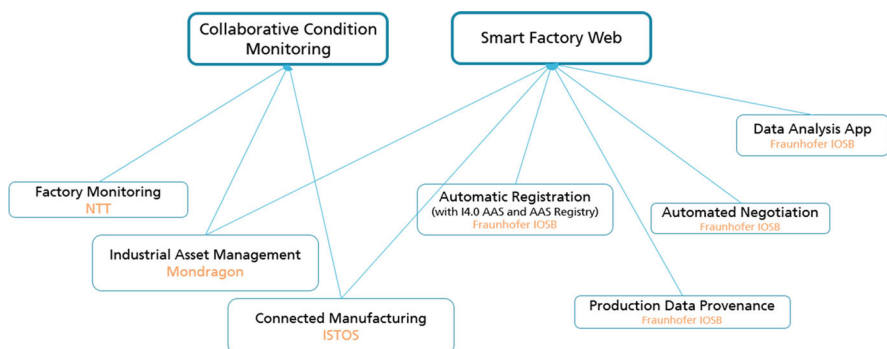 Collaborative Condition
Monitoring
Smart Factory Web
Data Analysis App
Fraunhofer IOSB
Factory Monitoring
NTT
Automatic Registration
(with I4.0 AAS and AAS Registry)
Fraunhofer IOSB
Automated Negotiation
Fraunhofer IOSB
Industrial Asset Management
Mondragon
Connected Manufacturing
ISTOS
Production Data Provenance
Fraunhofer IOSB